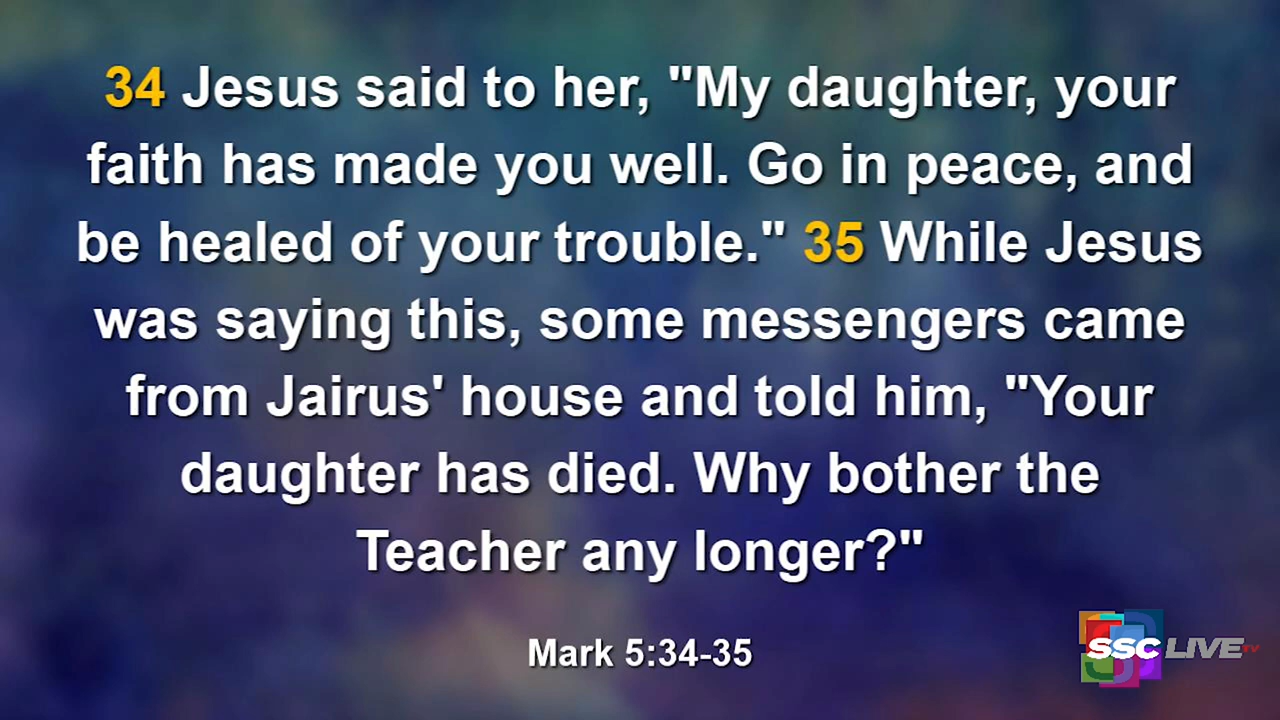 34 Jesus said to her, "My daughter, your
faith has made you well. Go in peace, and
be healed of your trouble." 35 While Jesus
was saying this, some messengers came
from Jairus' house and told him, "Your
daughter has died. Why bother the
Teacher any longer?"
Mark 5:34-35
SSC LIVE TV